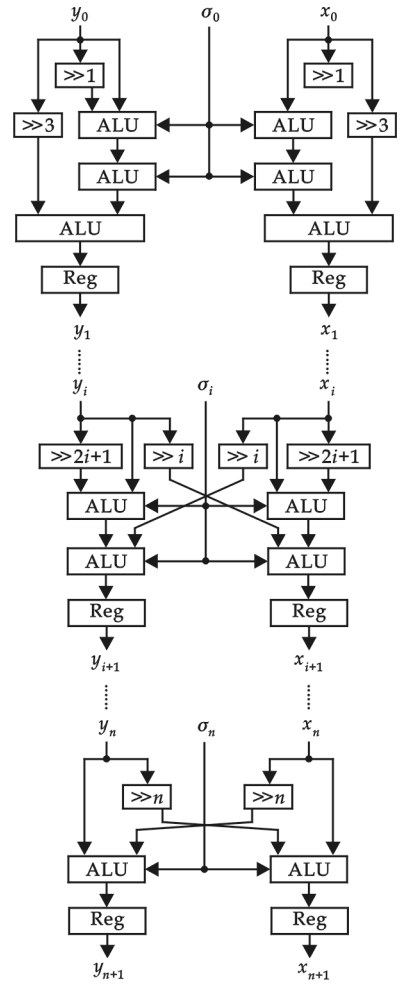 y₀ σ₀ x₀
>>1 >>1
>>3 ALU ALU >>3
ALU ALU
ALU ALU
Reg Reg
y₁ x₁
yᵢ σᵢ xᵢ
>>2i+1 >>i >>i >>2i+1
ALU ALU
ALU ALU
Reg Reg
yᵢ₊₁ xᵢ₊₁
yₙ σₙ xₙ
>>n >>n
ALU ALU
Reg Reg
yₙ₊₁ xₙ₊₁